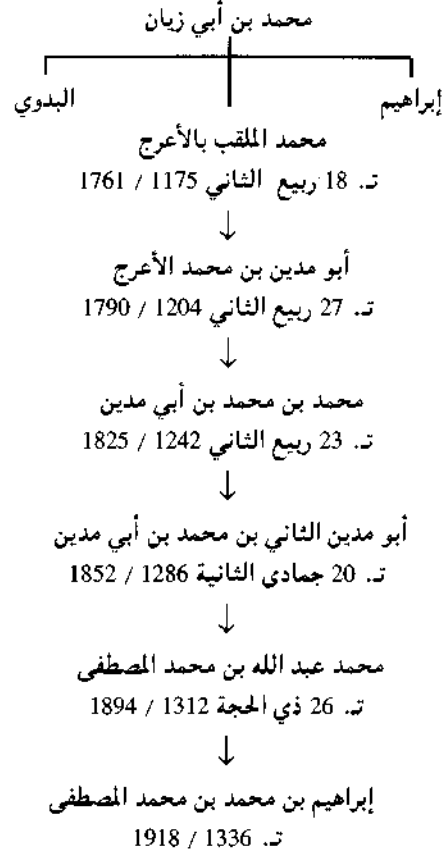 محمد بن أبي زيان
إبراهيم
البدوي
محمد الملقب بالأعرج
تـ. 18 ربيع الثاني 1175 / 1761
↓
أبو مدين بن محمد الأعرج
تـ. 27 ربيع الثاني 1204 / 1790
↓
محمد بن محمد بن أبي مدين
تـ. 23 ربيع الثاني 1242 / 1825
↓
أبو مدين الثاني بن محمد بن أبي مدين
تـ. 20 جمادى الثانية 1286 / 1852
↓
محمد عبد الله بن محمد المصطفى
تـ. 26 ذي الحجة 1312 / 1894
↓
إبراهيم بن محمد بن محمد المصطفى
تـ. 1336 / 1918